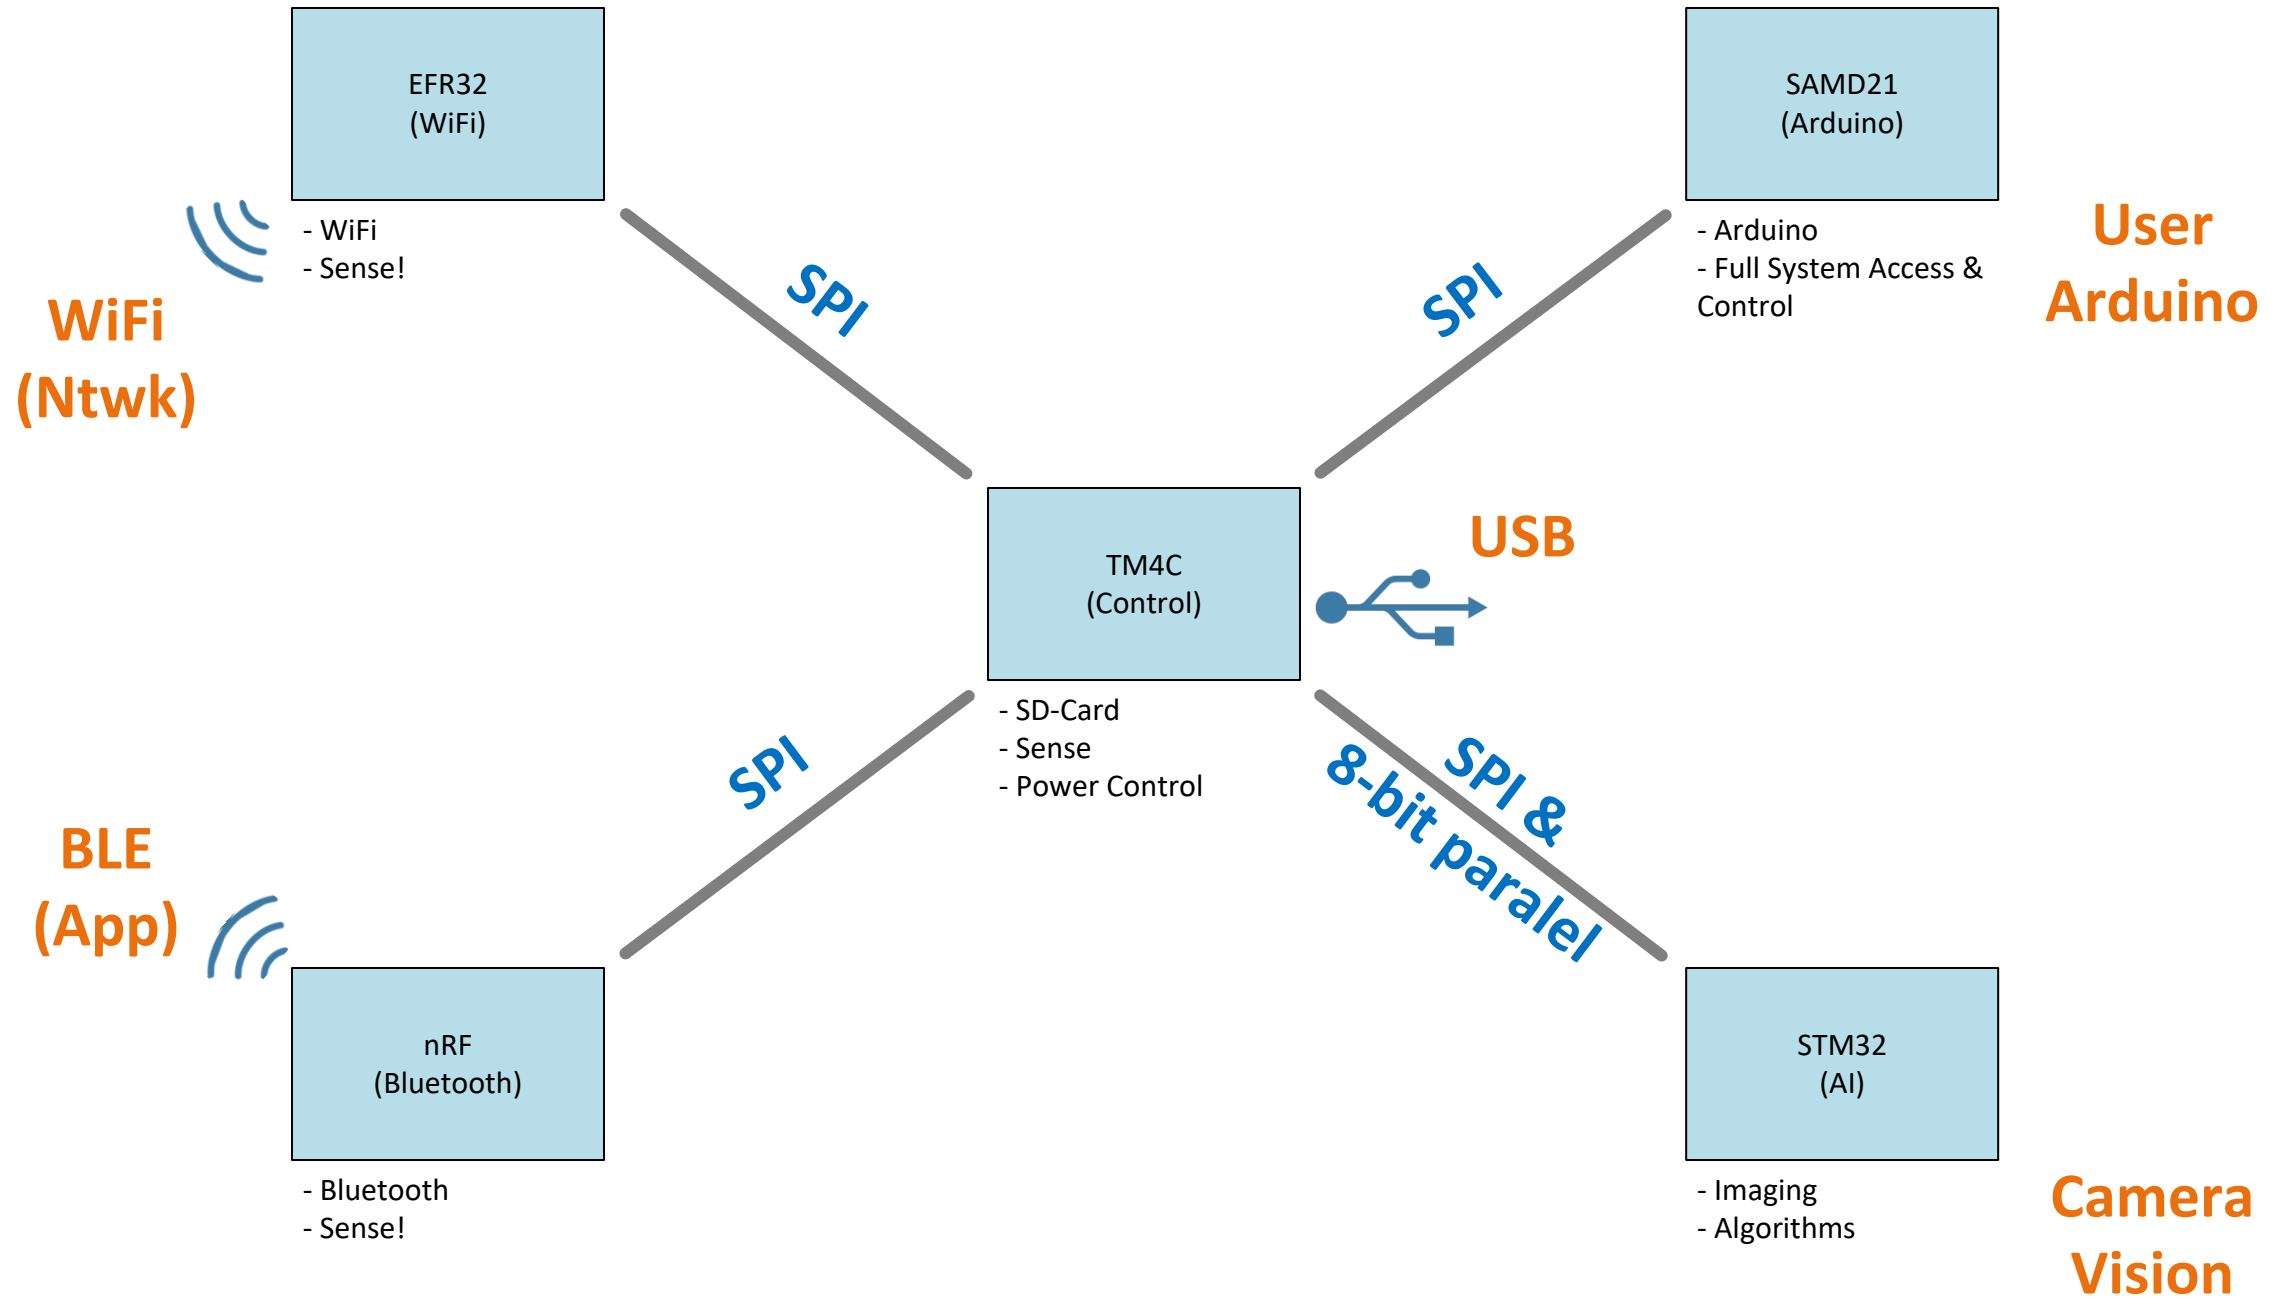 EFR32
(WiFi)
- WiFi
- Sense!
WiFi
(Ntwk)
SPI
SAMD21
(Arduino)
- Arduino
- Full System Access &
Control
User
Arduino
SPI
TM4C
(Control)
- SD-Card
- Sense
- Power Control
USB
SPI
SPI &
8-bit paralel
BLE
(App)
nRF
(Bluetooth)
- Bluetooth
- Sense!
STM32
(AI)
- Imaging
- Algorithms
Camera
Vision